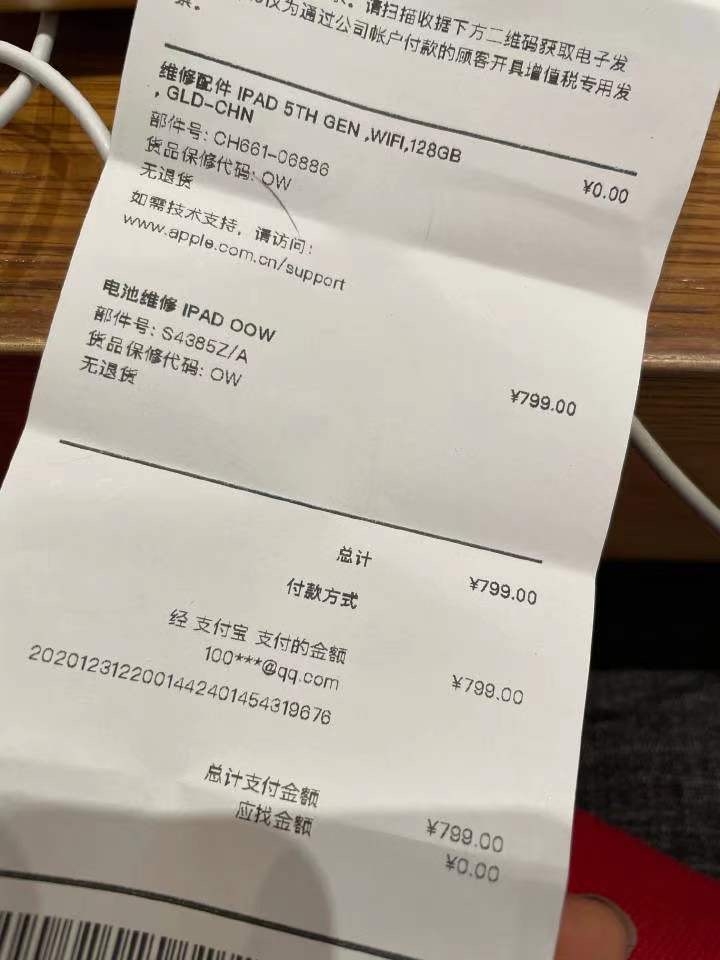 请扫描收据下方二维码获取电子发
仅为通过公司帐户付款的顾客开具增值税专用发
票。
维修配件 IPAD 5TH GEN ,WIFI,128GB
, GLD-CHN
¥0.00
部件号: CH661-06886
货品保修代码: OW
无退货
如需技术支持，请访问:
www.apple.com.cn/support
电池维修 IPAD OOW
¥799.00
部件号: S4385Z/A
货品保修代码: OW
无退货
总计 ¥799.00
付款方式
经 支付宝 支付的金额 ¥799.00
100***@qq.com
2020123122001442401454319676
总计支付金额 ¥799.00
应找金额 ¥0.00